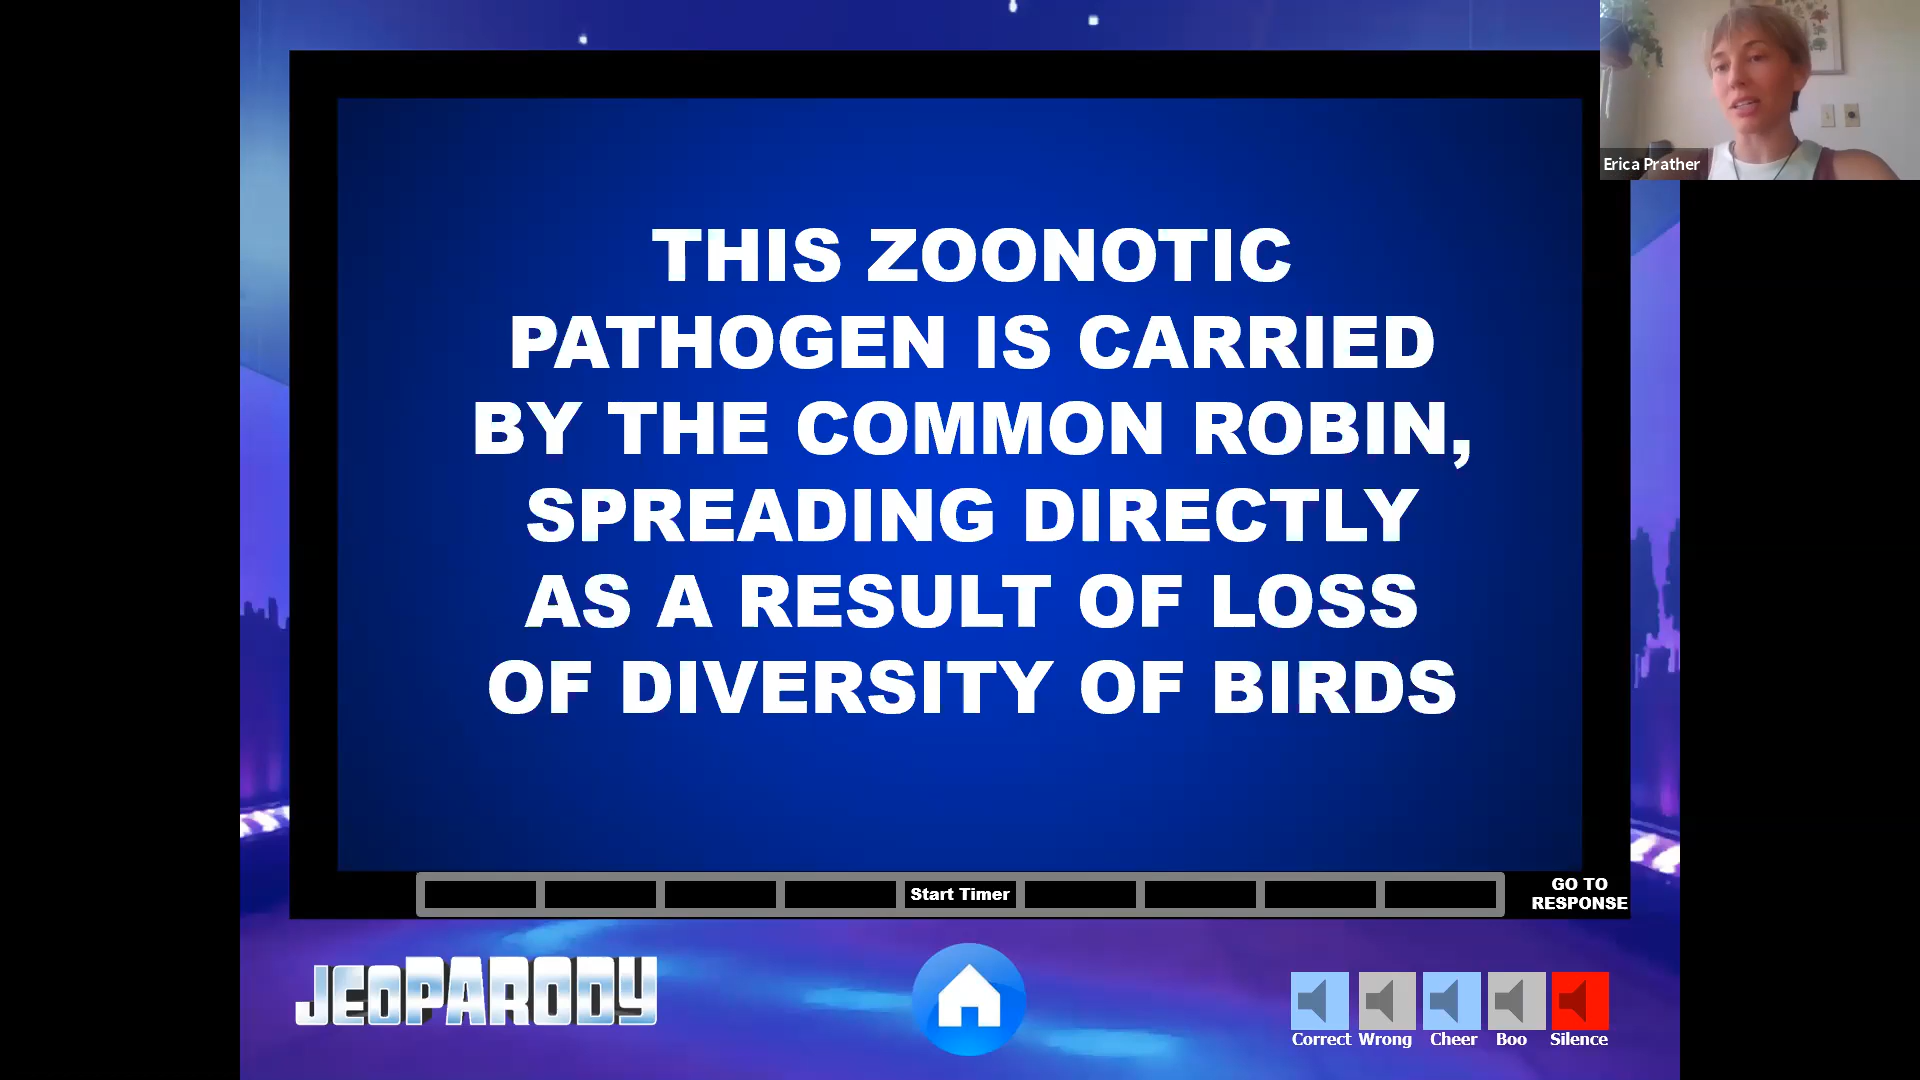 Erica Prather
THIS ZOONOTIC
PATHOGEN IS CARRIED
BY THE COMMON ROBIN,
SPREADING DIRECTLY
AS A RESULT OF LOSS
OF DIVERSITY OF BIRDS
Start Timer
GO TO
RESPONSE
JEOPARODY
Correct Wrong Cheer Boo Silence